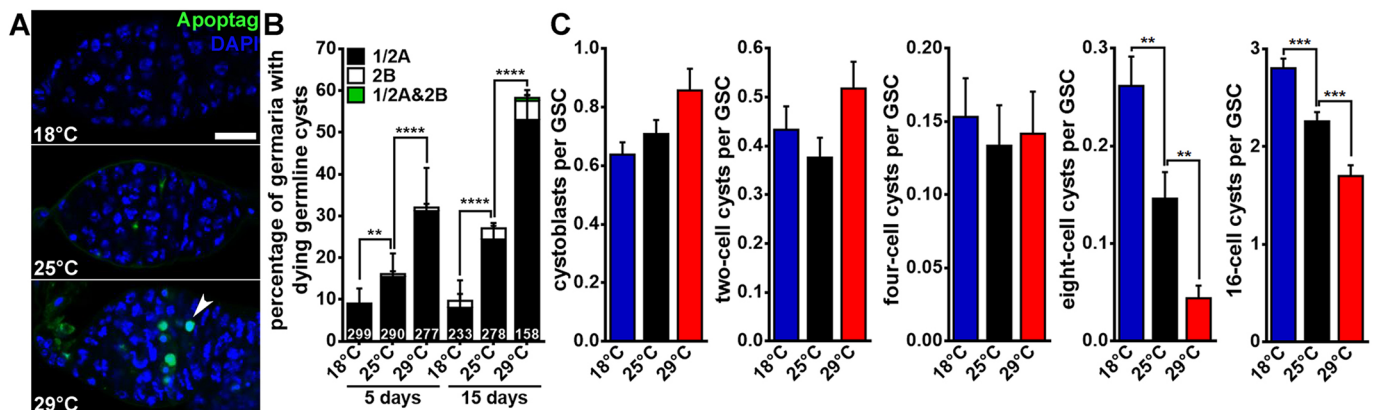 A
Apoptag
DAPI
18°C
25°C
29°C
B
percentage of germaria with
dying germline cysts
70
60
50
40
30
20
10
0
1/2A
2B
1/2A&2B
**
****
****
****
****
299
290
277
233
278
158
18°C
25°C
29°C
18°C
25°C
29°C
5 days
15 days
C
cystoblasts per GSC
1.0
0.8
0.6
0.4
0.2
0.0
18°C
25°C
29°C
two-cell cysts per GSC
0.6
0.5
0.4
0.3
0.2
0.1
0.0
18°C
25°C
29°C
four-cell cysts per GSC
0.20
0.15
0.10
0.05
0.00
18°C
25°C
29°C
eight-cell cysts per GSC
0.3
0.2
0.1
0.0
**
**
18°C
25°C
29°C
16-cell cysts per GSC
3
2
1
0
***
***
18°C
25°C
29°C